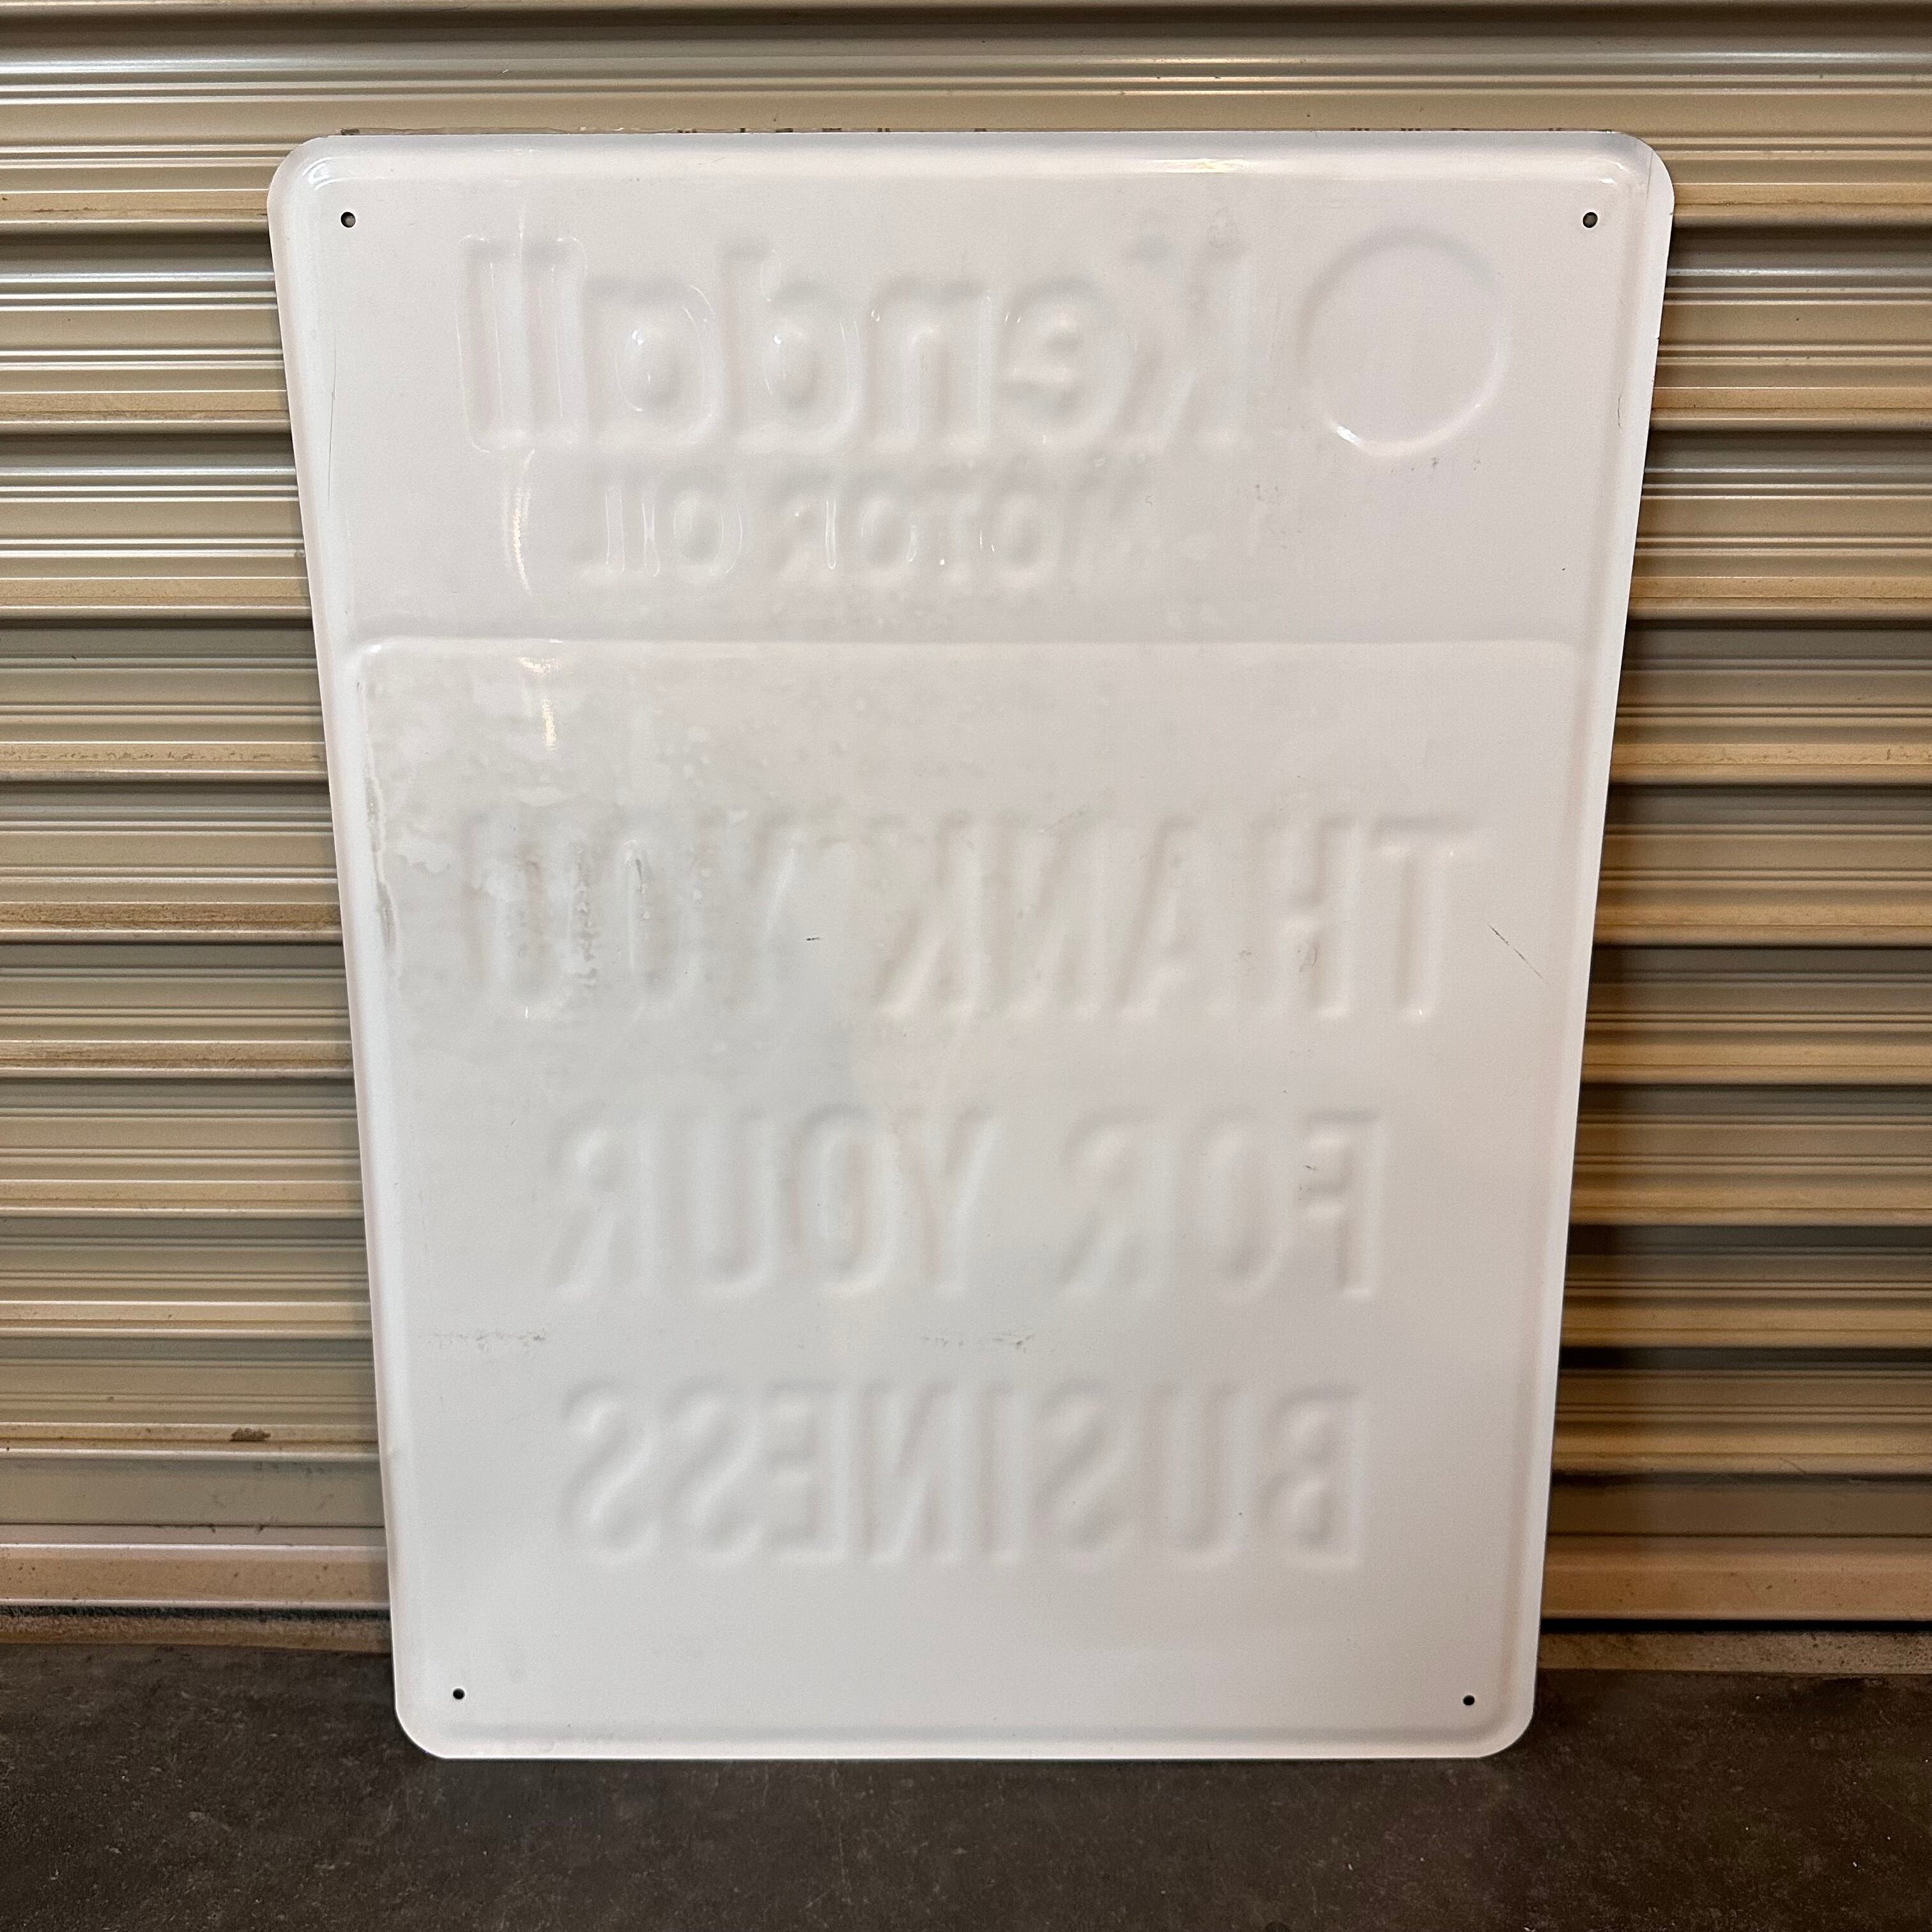 Kendall
MOTOR OIL
THANK YOU
FOR YOUR
BUSINESS